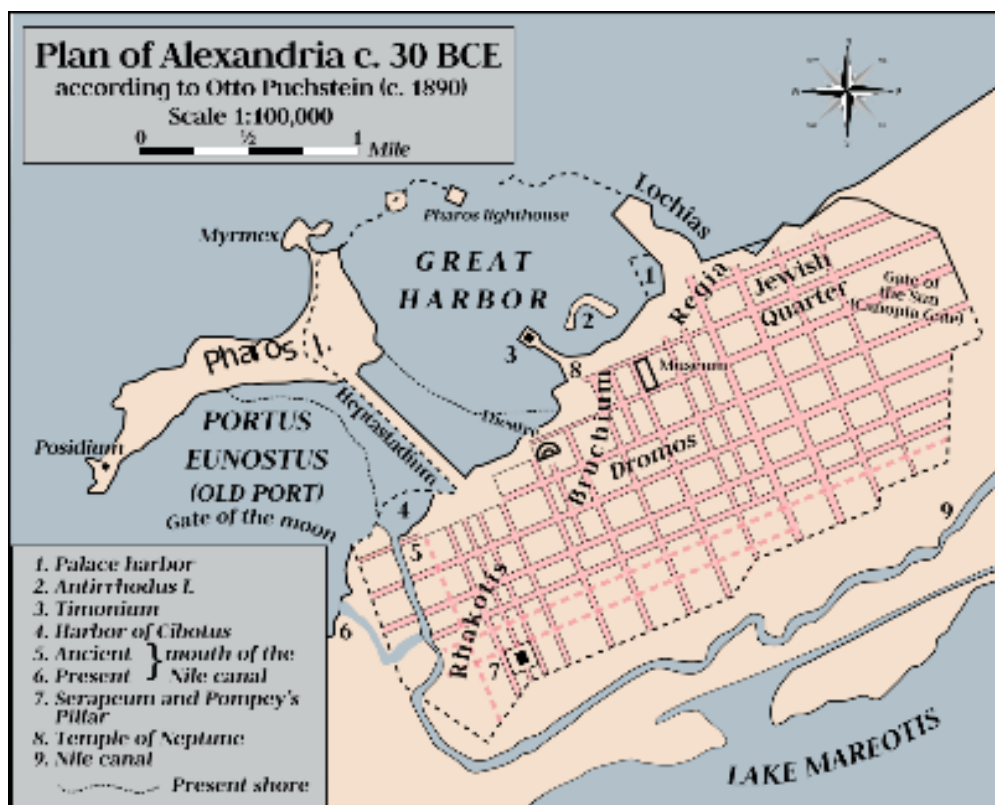 Plan of Alexandria c. 30 BCE
according to Otto Puchstein (c. 1890)
Scale 1:100,000
0 ½ 1
Mile
Pharos lighthouse
Lochias
Myrmex
GREAT
HARBOR
1
2
3
8
Regia
Jewish
Quarter
Gate of
the Sun
(Canopic Gate)
Museum
Pharos I.
Heptastadium
Theatre
Bruchium
Dromos
PORTUS
EUNOSTUS
(OLD PORT)
Posidium
Gate of the moon
4
5
6
Rhakotis
7
9
LAKE MAREOTIS
1. Palace harbor
2. Antirrhodus I.
3. Timonium
4. Harbor of Cibotus
5. Ancient } mouth of the
6. Present } Nile canal
7. Serapeum and Pompey's
Pillar
8. Temple of Neptune
9. Nile canal
Present shore